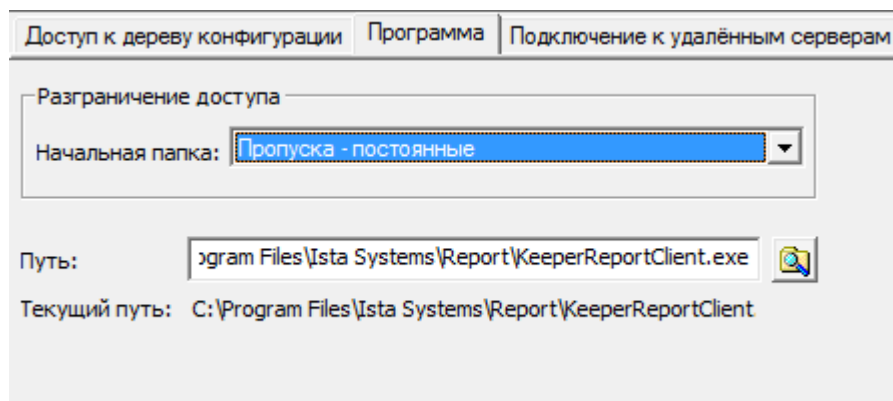 Доступ к дереву конфигурации Программа Подключение к удалённым серверам
Разграничение доступа
Начальная папка: Пропуска - постоянные
Путь: ogram Files\Ista Systems\Report\KeeperReportClient.exe
Текущий путь: C:\Program Files\Ista Systems\Report\KeeperReportClient